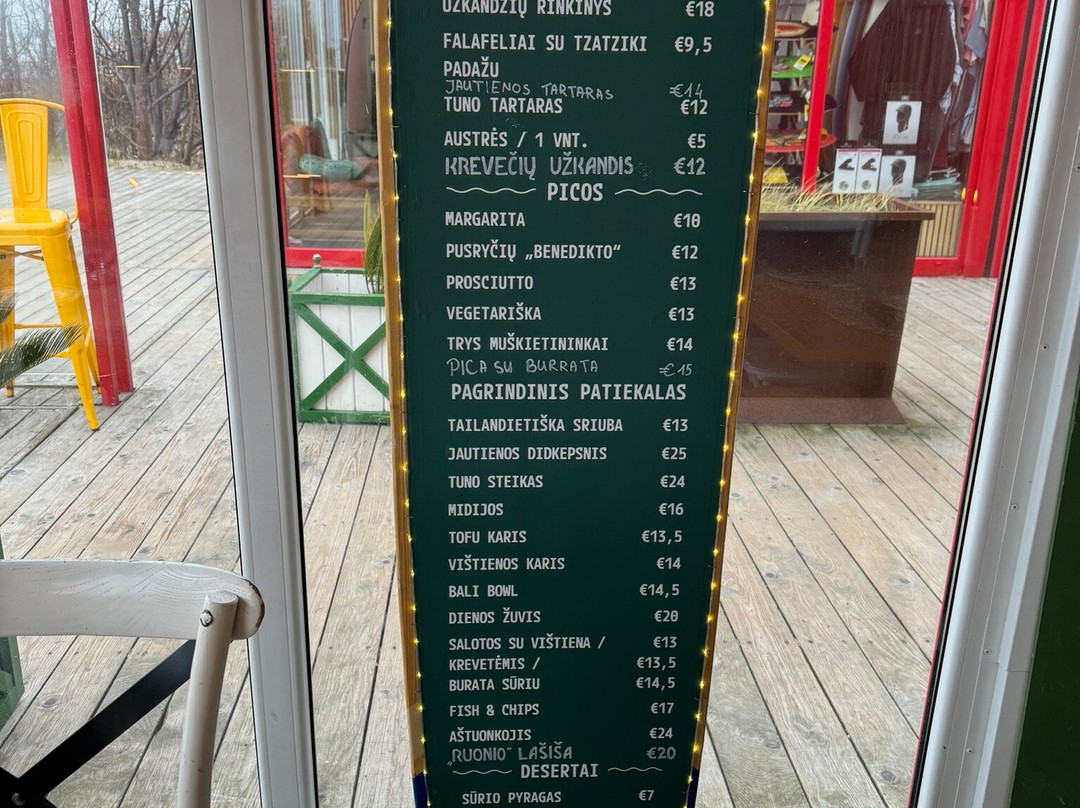 UŽKANDŽIŲ RINKINYS €18
FALAFELIAI SU TZATZIKI €9,5
PADAŽU
JAUTIENOS TARTARAS €14
TUNO TARTARAS €12
AUSTRĖS / 1 VNT. €5
KREVEČIŲ UŽKANDIS €12
PICOS
MARGARITA €10
PUSRYČIŲ „BENEDIKTO“ €12
PROSCIUTTO €13
VEGETARIŠKA €13
TRYS MUŠKIETININKAI €14
PICA SU BURRATA €15
PAGRINDINIS PATIEKALAS
TAILANDIETIŠKA SRIUBA €13
JAUTIENOS DIDKEPSNIS €25
TUNO STEIKAS €24
MIDIJOS €16
TOFU KARIS €13,5
VIŠTIENOS KARIS €14
BALI BOWL €14,5
DIENOS ŽUVIS €20
SALOTOS SU VIŠTIENA / €13
KREVETĖMIS / €13,5
BURATA SŪRIU €14,5
FISH & CHIPS €17
AŠTUONKOJIS €24
„RUONIO“ LAŠIŠA €20
DESERTAI
SŪRIO PYRAGAS €7